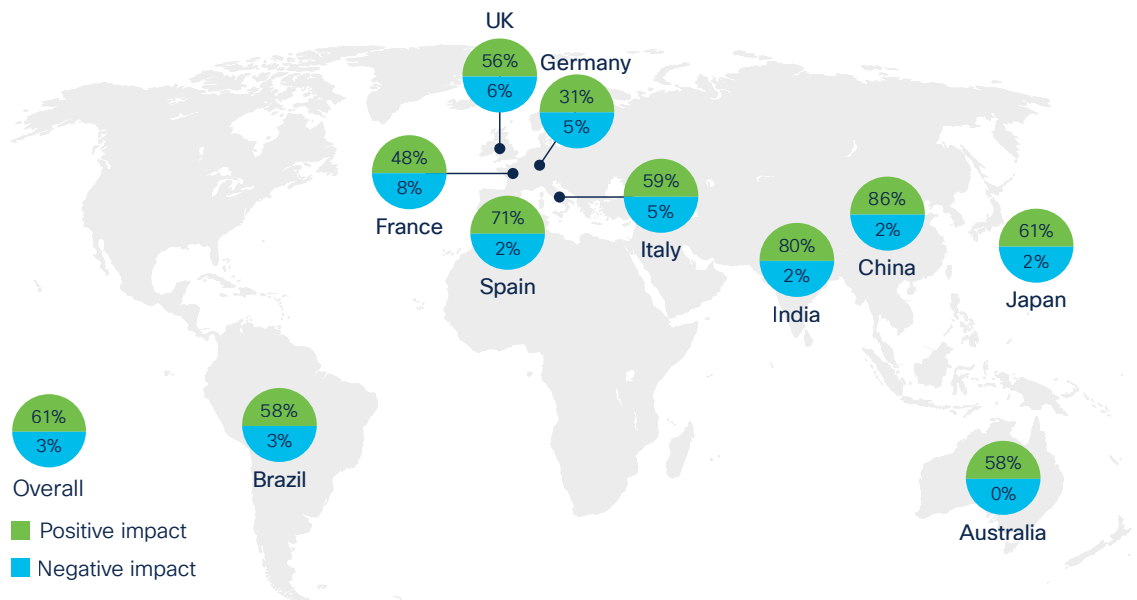 UK
56%
6%
Germany
31%
5%
48%
8%
France
71%
2%
Spain
59%
5%
Italy
80%
2%
India
86%
2%
China
61%
2%
Japan
61%
3%
Overall
58%
3%
Brazil
58%
0%
Australia
Positive impact
Negative impact